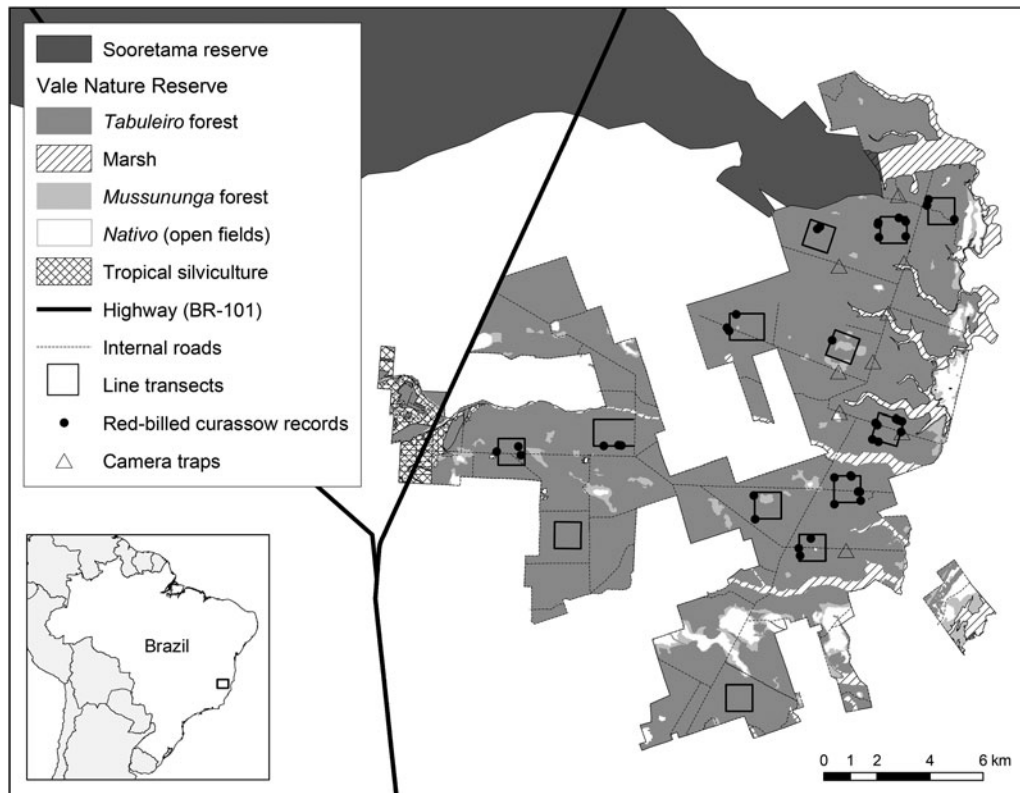 Sooretama reserve
Vale Nature Reserve
Tabuleiro forest
Marsh
Mussununga forest
Nativo (open fields)
Tropical silviculture
Highway (BR-101)
Internal roads
Line transects
Red-billed curassow records
Camera traps
Brazil
0 1 2 4 6 km